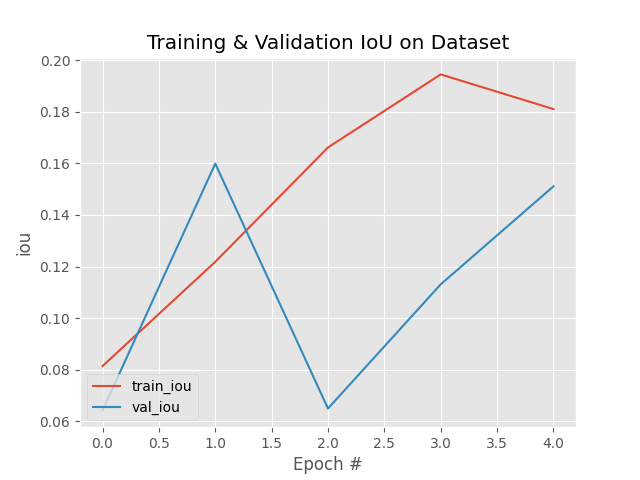 Training & Validation IoU on Dataset
0.20
0.18
0.16
0.14
0.12
0.10
0.08
0.06
iou
train_iou
val_iou
0.0 0.5 1.0 1.5 2.0 2.5 3.0 3.5 4.0
Epoch #